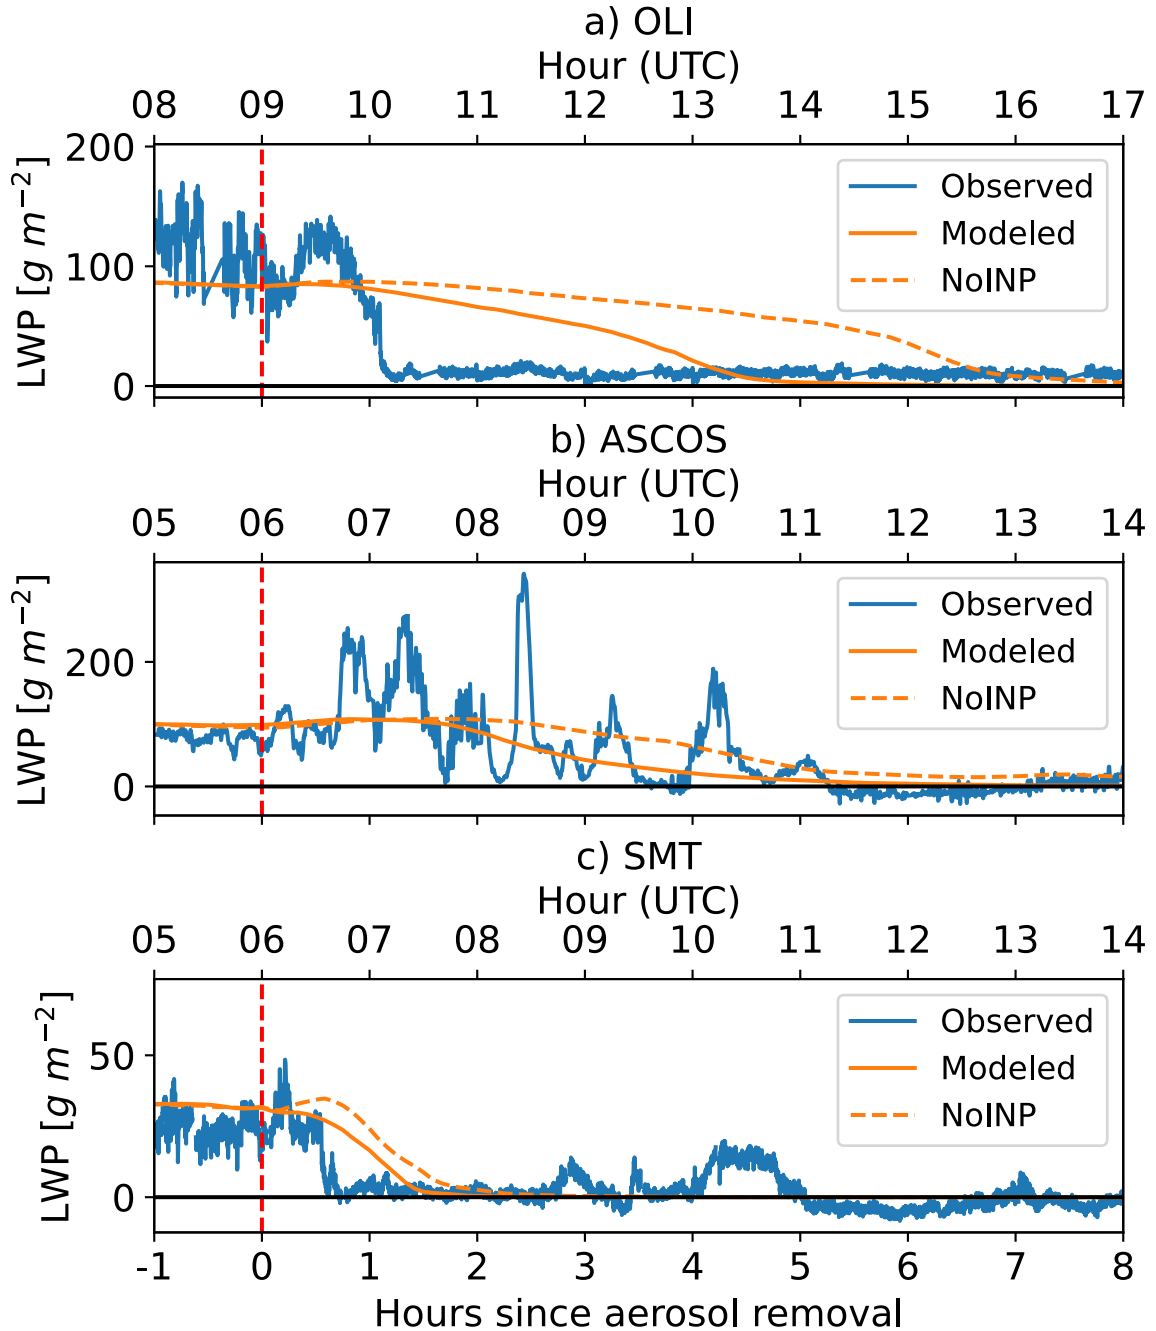 a) OLI
Hour (UTC)
08 09 10 11 12 13 14 15 16 17
200
100
0
LWP [g m−2]
Observed
Modeled
NoINP
b) ASCOS
Hour (UTC)
05 06 07 08 09 10 11 12 13 14
200
0
LWP [g m−2]
Observed
Modeled
NoINP
c) SMT
Hour (UTC)
05 06 07 08 09 10 11 12 13 14
50
0
LWP [g m−2]
Observed
Modeled
NoINP
-1 0 1 2 3 4 5 6 7 8
Hours since aerosol removal